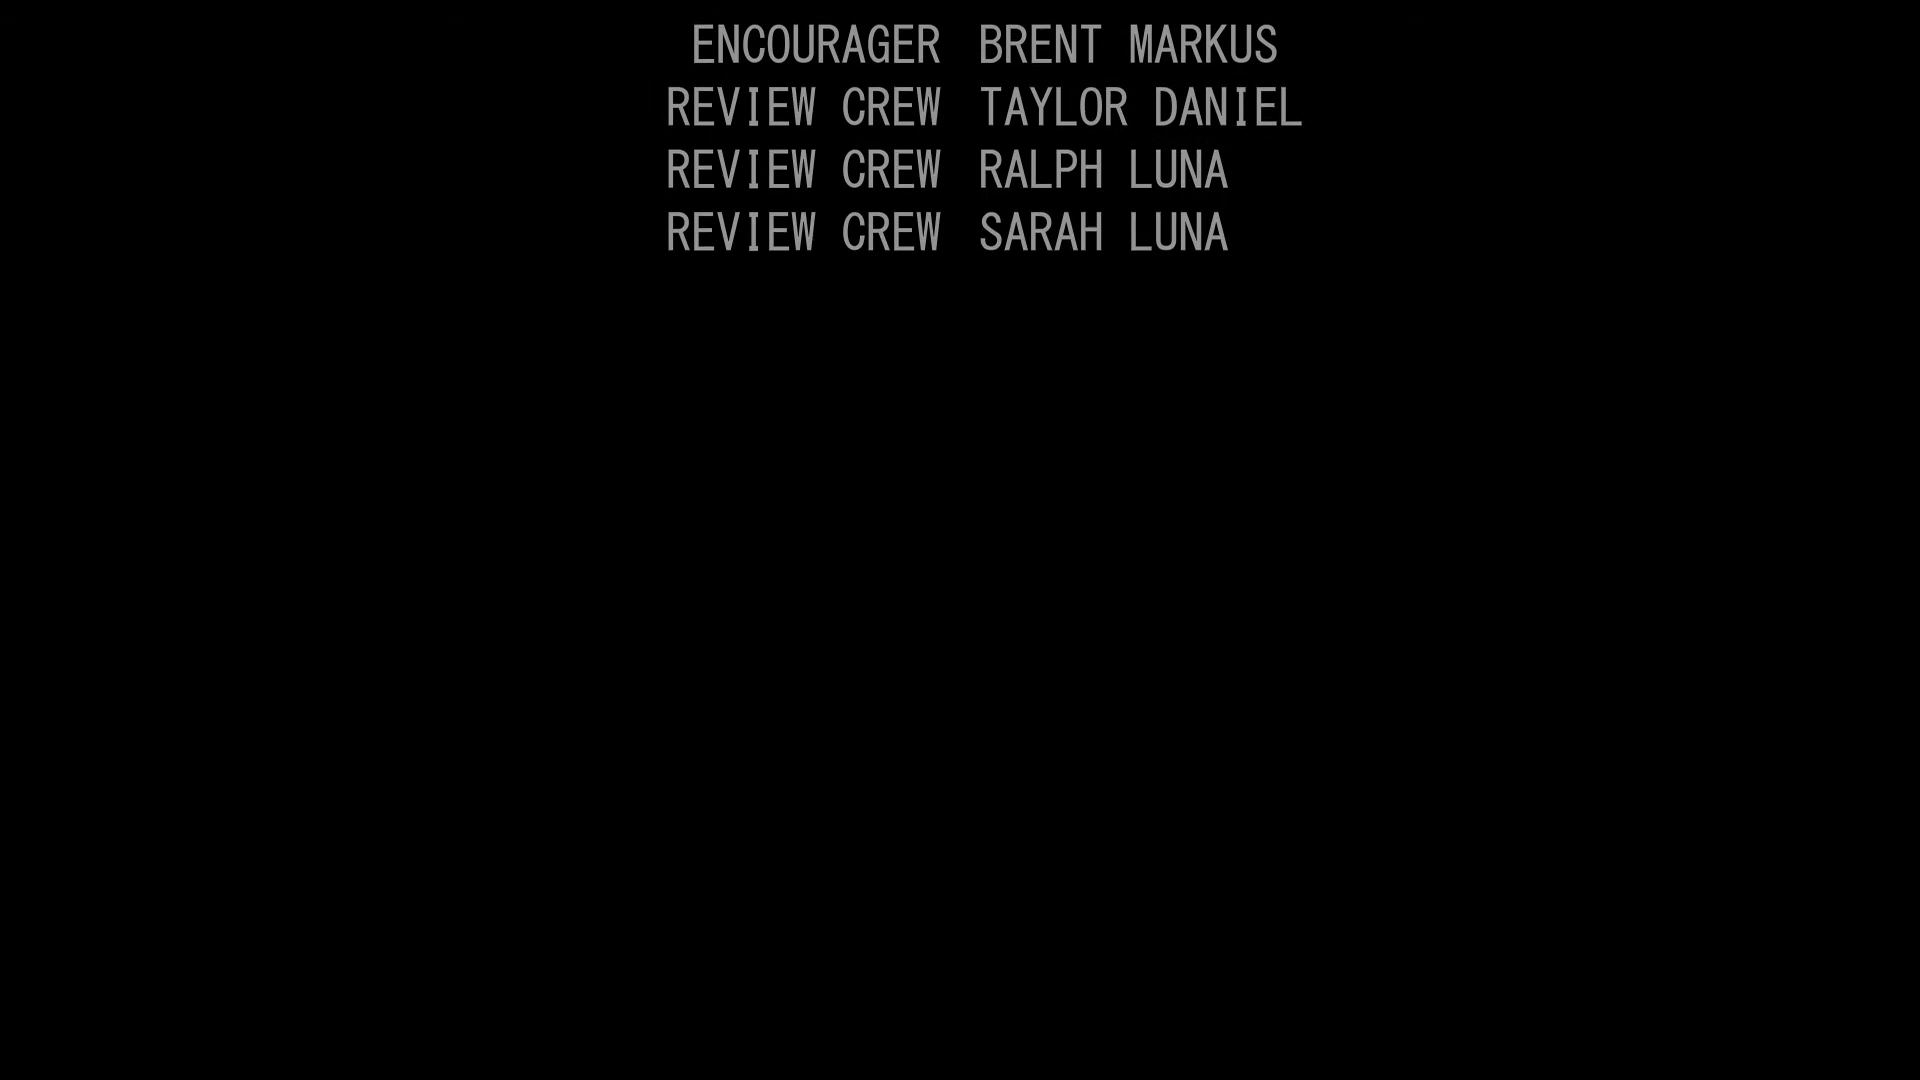 ENCOURAGER BRENT MARKUS
REVIEW CREW TAYLOR DANIEL
REVIEW CREW RALPH LUNA
REVIEW CREW SARAH LUNA